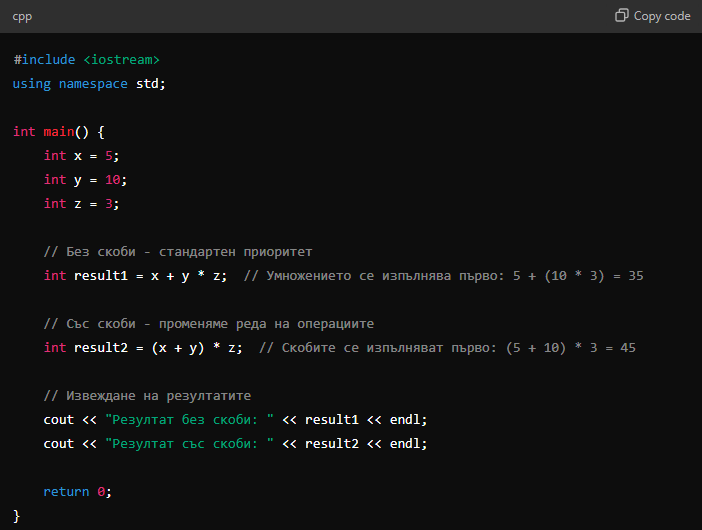 cpp
Copy code
#include <iostream>
using namespace std;
int main() {
    int x = 5;
    int y = 10;
    int z = 3;
    // Без скоби - стандартен приоритет
    int result1 = x + y * z;  // Умножението се изпълнява първо: 5 + (10 * 3) = 35
    // Със скоби - променяме реда на операциите
    int result2 = (x + y) * z;  // Скобите се изпълняват първо: (5 + 10) * 3 = 45
    // Извеждане на резултатите
    cout << "Резултат без скоби: " << result1 << endl;
    cout << "Резултат със скоби: " << result2 << endl;
    return 0;
}